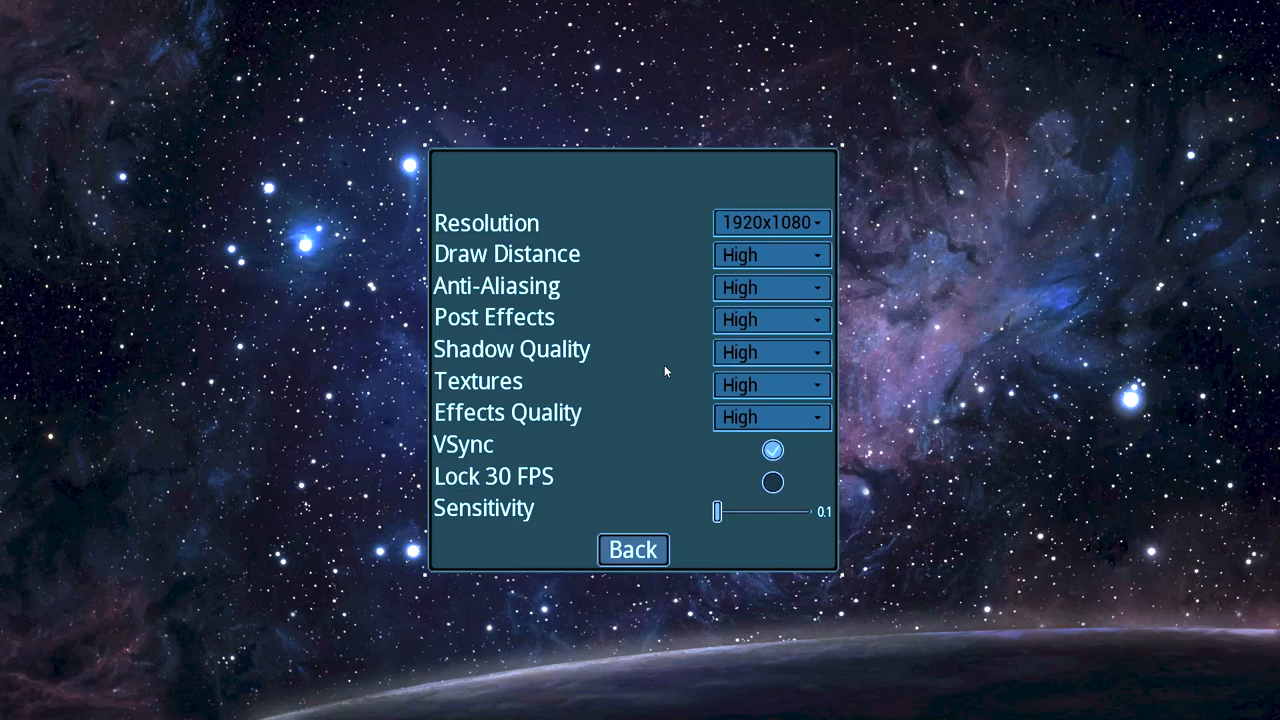 Resolution 1920x1080
Draw Distance High
Anti-Aliasing High
Post Effects High
Shadow Quality High
Textures High
Effects Quality High
VSync
Lock 30 FPS
Sensitivity 0.1
Back